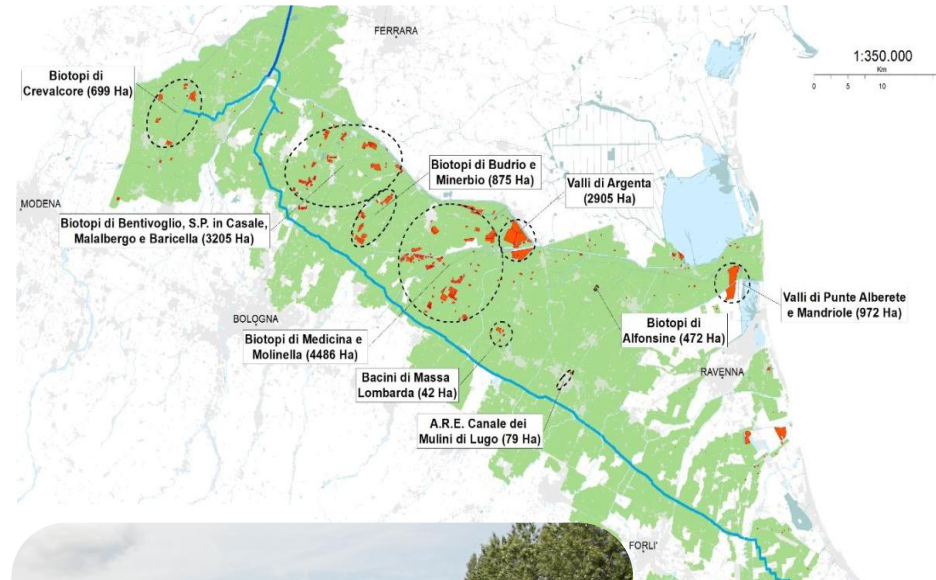 FERRARA
1:350.000
Km
0 5 10
Biotopi di
Crevalcore (699 Ha)
Biotopi di Budrio e
Minerbio (875 Ha)
Valli di Argenta
(2905 Ha)
MODENA
Biotopi di Bentivoglio, S.P. in Casale,
Malalbergo e Baricella (3205 Ha)
BOLOGNA
Valli di Punte Alberete
e Mandriole (972 Ha)
Biotopi di Medicina e
Molinella (4486 Ha)
Biotopi di
Alfonsine (472 Ha)
Bacini di Massa
Lombarda (42 Ha)
RAVENNA
A.R.E. Canale dei
Mulini di Lugo (79 Ha)
FORLI'